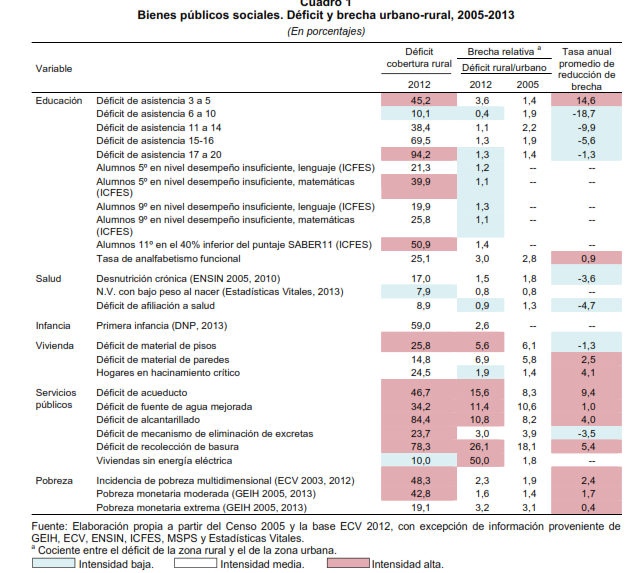 Cuadro 1
Bienes públicos sociales. Déficit y brecha urbano-rural, 2005-2013
(En porcentajes)
Variable Déficit cobertura rural Brecha relativa ª Tasa anual promedio de reducción de brecha
Déficit rural/urbano
2012 2012 2005
Educación Déficit de asistencia 3 a 5 45,2 3,6 1,4 14,6
Déficit de asistencia 6 a 10 10,1 0,4 1,9 -18,7
Déficit de asistencia 11 a 14 38,4 1,1 2,2 -9,9
Déficit de asistencia 15-16 69,5 1,3 1,9 -5,6
Déficit de asistencia 17 a 20 94,2 1,3 1,4 -1,3
Alumnos 5º en nivel desempeño insuficiente, lenguaje (ICFES) 21,3 1,2 -- --
Alumnos 5º en nivel desempeño insuficiente, matemáticas 39,9 1,1 -- --
(ICFES)
Alumnos 9º en nivel desempeño insuficiente, lenguaje (ICFES) 19,9 1,3 -- --
Alumnos 9º en nivel desempeño insuficiente, matemáticas 25,8 1,1 -- --
(ICFES)
Alumnos 11º en el 40% inferior del puntaje SABER11 (ICFES) 50,9 1,4 --
Tasa de analfabetismo funcional 25,1 3,0 2,8 0,9
Salud Desnutrición crónica (ENSIN 2005, 2010) 17,0 1,5 1,8 -3,6
N.V. con bajo peso al nacer (Estadísticas Vitales, 2013) 7,9 0,8 0,8 --
Déficit de afiliación a salud 8,9 0,9 1,3 -4,7
Infancia Primera infancia (DNP, 2013) 59,0 2,6 -- --
Vivienda Déficit de material de pisos 25,8 5,6 6,1 -1,3
Déficit de material de paredes 14,8 6,9 5,8 2,5
Hogares en hacinamiento crítico 24,5 1,9 1,4 4,1
Servicios Déficit de acueducto 46,7 15,6 8,3 9,4
públicos Déficit de fuente de agua mejorada 34,2 11,4 10,6 1,0
Déficit de alcantarillado 84,4 10,8 8,2 4,0
Déficit de mecanismo de eliminación de excretas 23,7 3,0 3,9 -3,5
Déficit de recolección de basura 78,3 26,1 18,1 5,4
Viviendas sin energía eléctrica 10,0 50,0 1,8 --
Pobreza Incidencia de pobreza multidimensional (ECV 2003, 2012) 48,3 2,3 1,9 2,4
Pobreza monetaria moderada (GEIH 2005, 2013) 42,8 1,6 1,4 1,7
Pobreza monetaria extrema (GEIH 2005, 2013) 19,1 3,2 3,1 0,4
Fuente: Elaboración propia a partir del Censo 2005 y la base ECV 2012, con excepción de información proveniente de
GEIH, ECV, ENSIN, ICFES, MSPS y Estadísticas Vitales.
ª Cociente entre el déficit de la zona rural y el de la zona urbana.
Intensidad baja. Intensidad media. Intensidad alta.